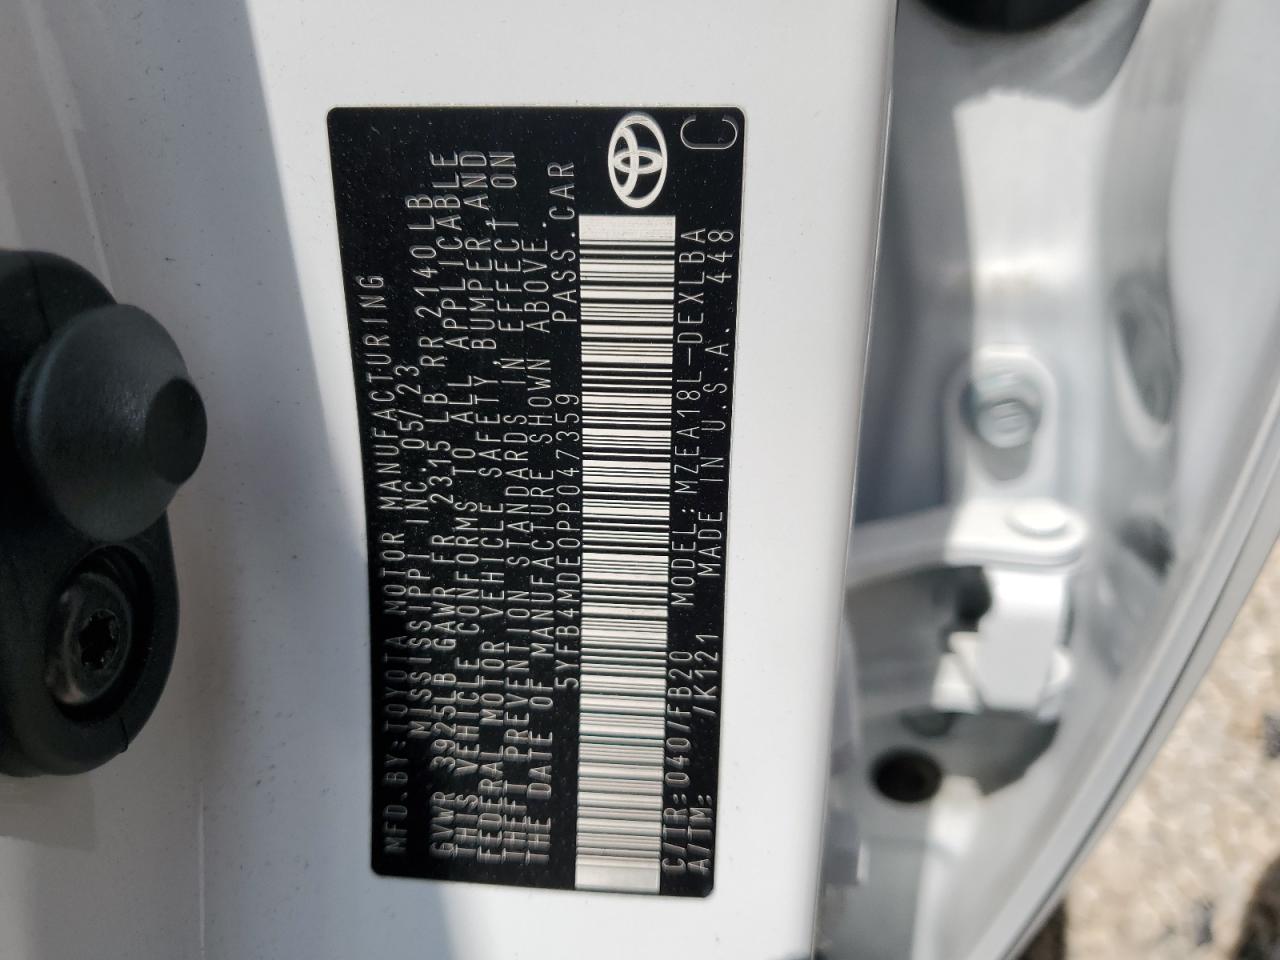 MFD.BY:TOYOTA MOTOR MANUFACTURING
MISSISSIPPI INC. 05/23
GVWR 3925LB GAWR FR 2315 LB RR 2140LB
THIS VEHICLE CONFORMS TO ALL APPLICABLE
FEDERAL MOTOR VEHICLE SAFETY,BUMPER,AND
THEFT PREVENTION STANDARDS IN EFFECT ON
THE DATE OF MANUFACTURE SHOWN ABOVE.
5YFB4MDE0PP047359 PASS.CAR
C/TR:040/FB20 MODEL:MZEA18L-DEXLBA
A/TM: /K121 MADE IN U.S.A. 448
C